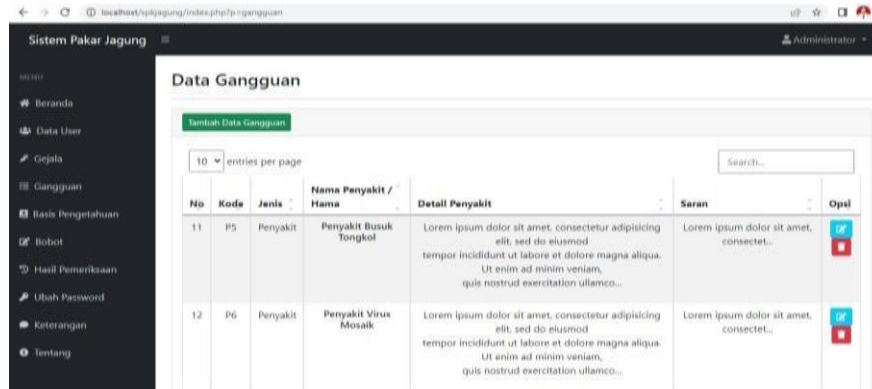 localhost/spkjagung/index.php?p=gangguan
Sistem Pakar Jagung
Administrator
MENU
Beranda
Data User
Gejala
Gangguan
Basis Pengetahuan
Bobot
Hasil Pemeriksaan
Ubah Password
Keterangan
Tentang
Data Gangguan
Tambah Data Gangguan
10 entries per page
Search...
No Kode Jenis Nama Penyakit / Hama Detail Penyakit Saran Opsi
11 P5 Penyakit Penyakit Busuk Tongkol
Lorem ipsum dolor sit amet, consectetur adipisicing
elit, sed do eiusmod
tempor incididunt ut labore et dolore magna aliqua.
Ut enim ad minim veniam,
quis nostrud exercitation ullamco...
Lorem ipsum dolor sit amet,
consectet...
12 P6 Penyakit Penyakit Virus Mosaik
Lorem ipsum dolor sit amet, consectetur adipisicing
elit, sed do eiusmod
tempor incididunt ut labore et dolore magna aliqua.
Ut enim ad minim veniam,
quis nostrud exercitation ullamco...
Lorem ipsum dolor sit amet,
consectet...